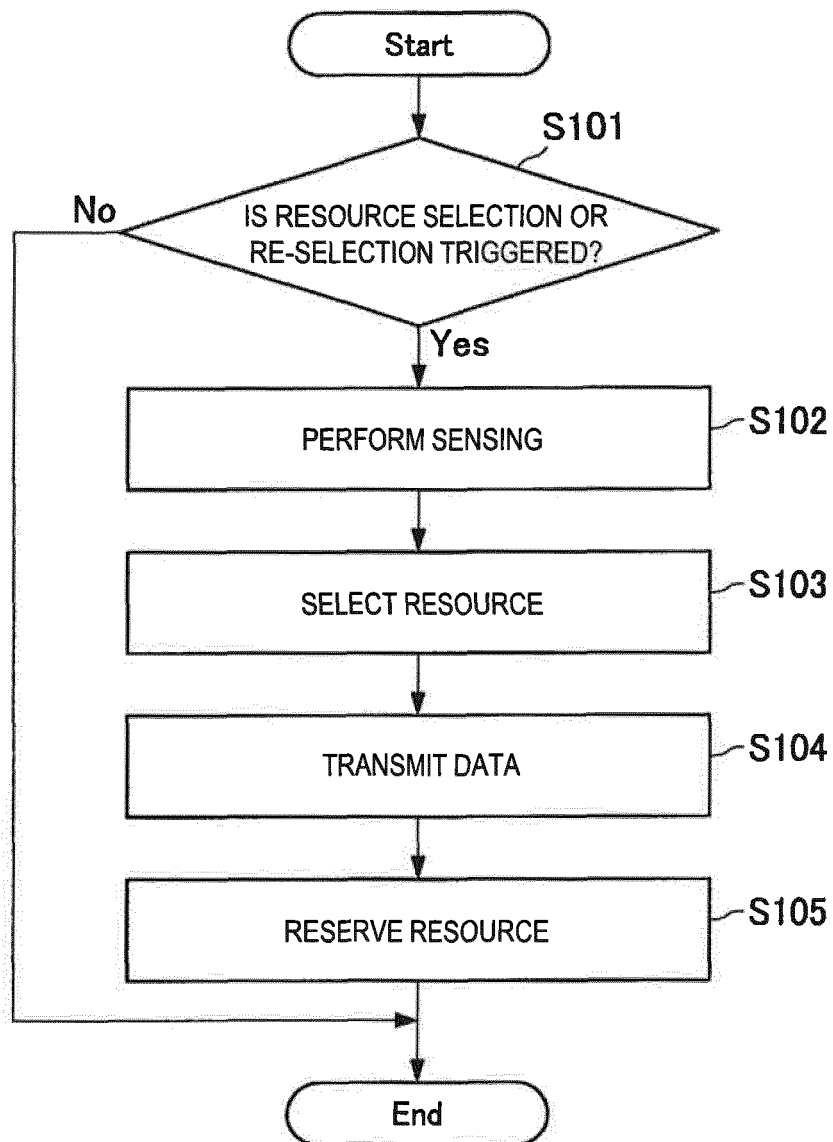 Start
S101
No
IS RESOURCE SELECTION OR
RE-SELECTION TRIGGERED?
Yes
PERFORM SENSING
S102
SELECT RESOURCE
S103
TRANSMIT DATA
S104
RESERVE RESOURCE
S105
End